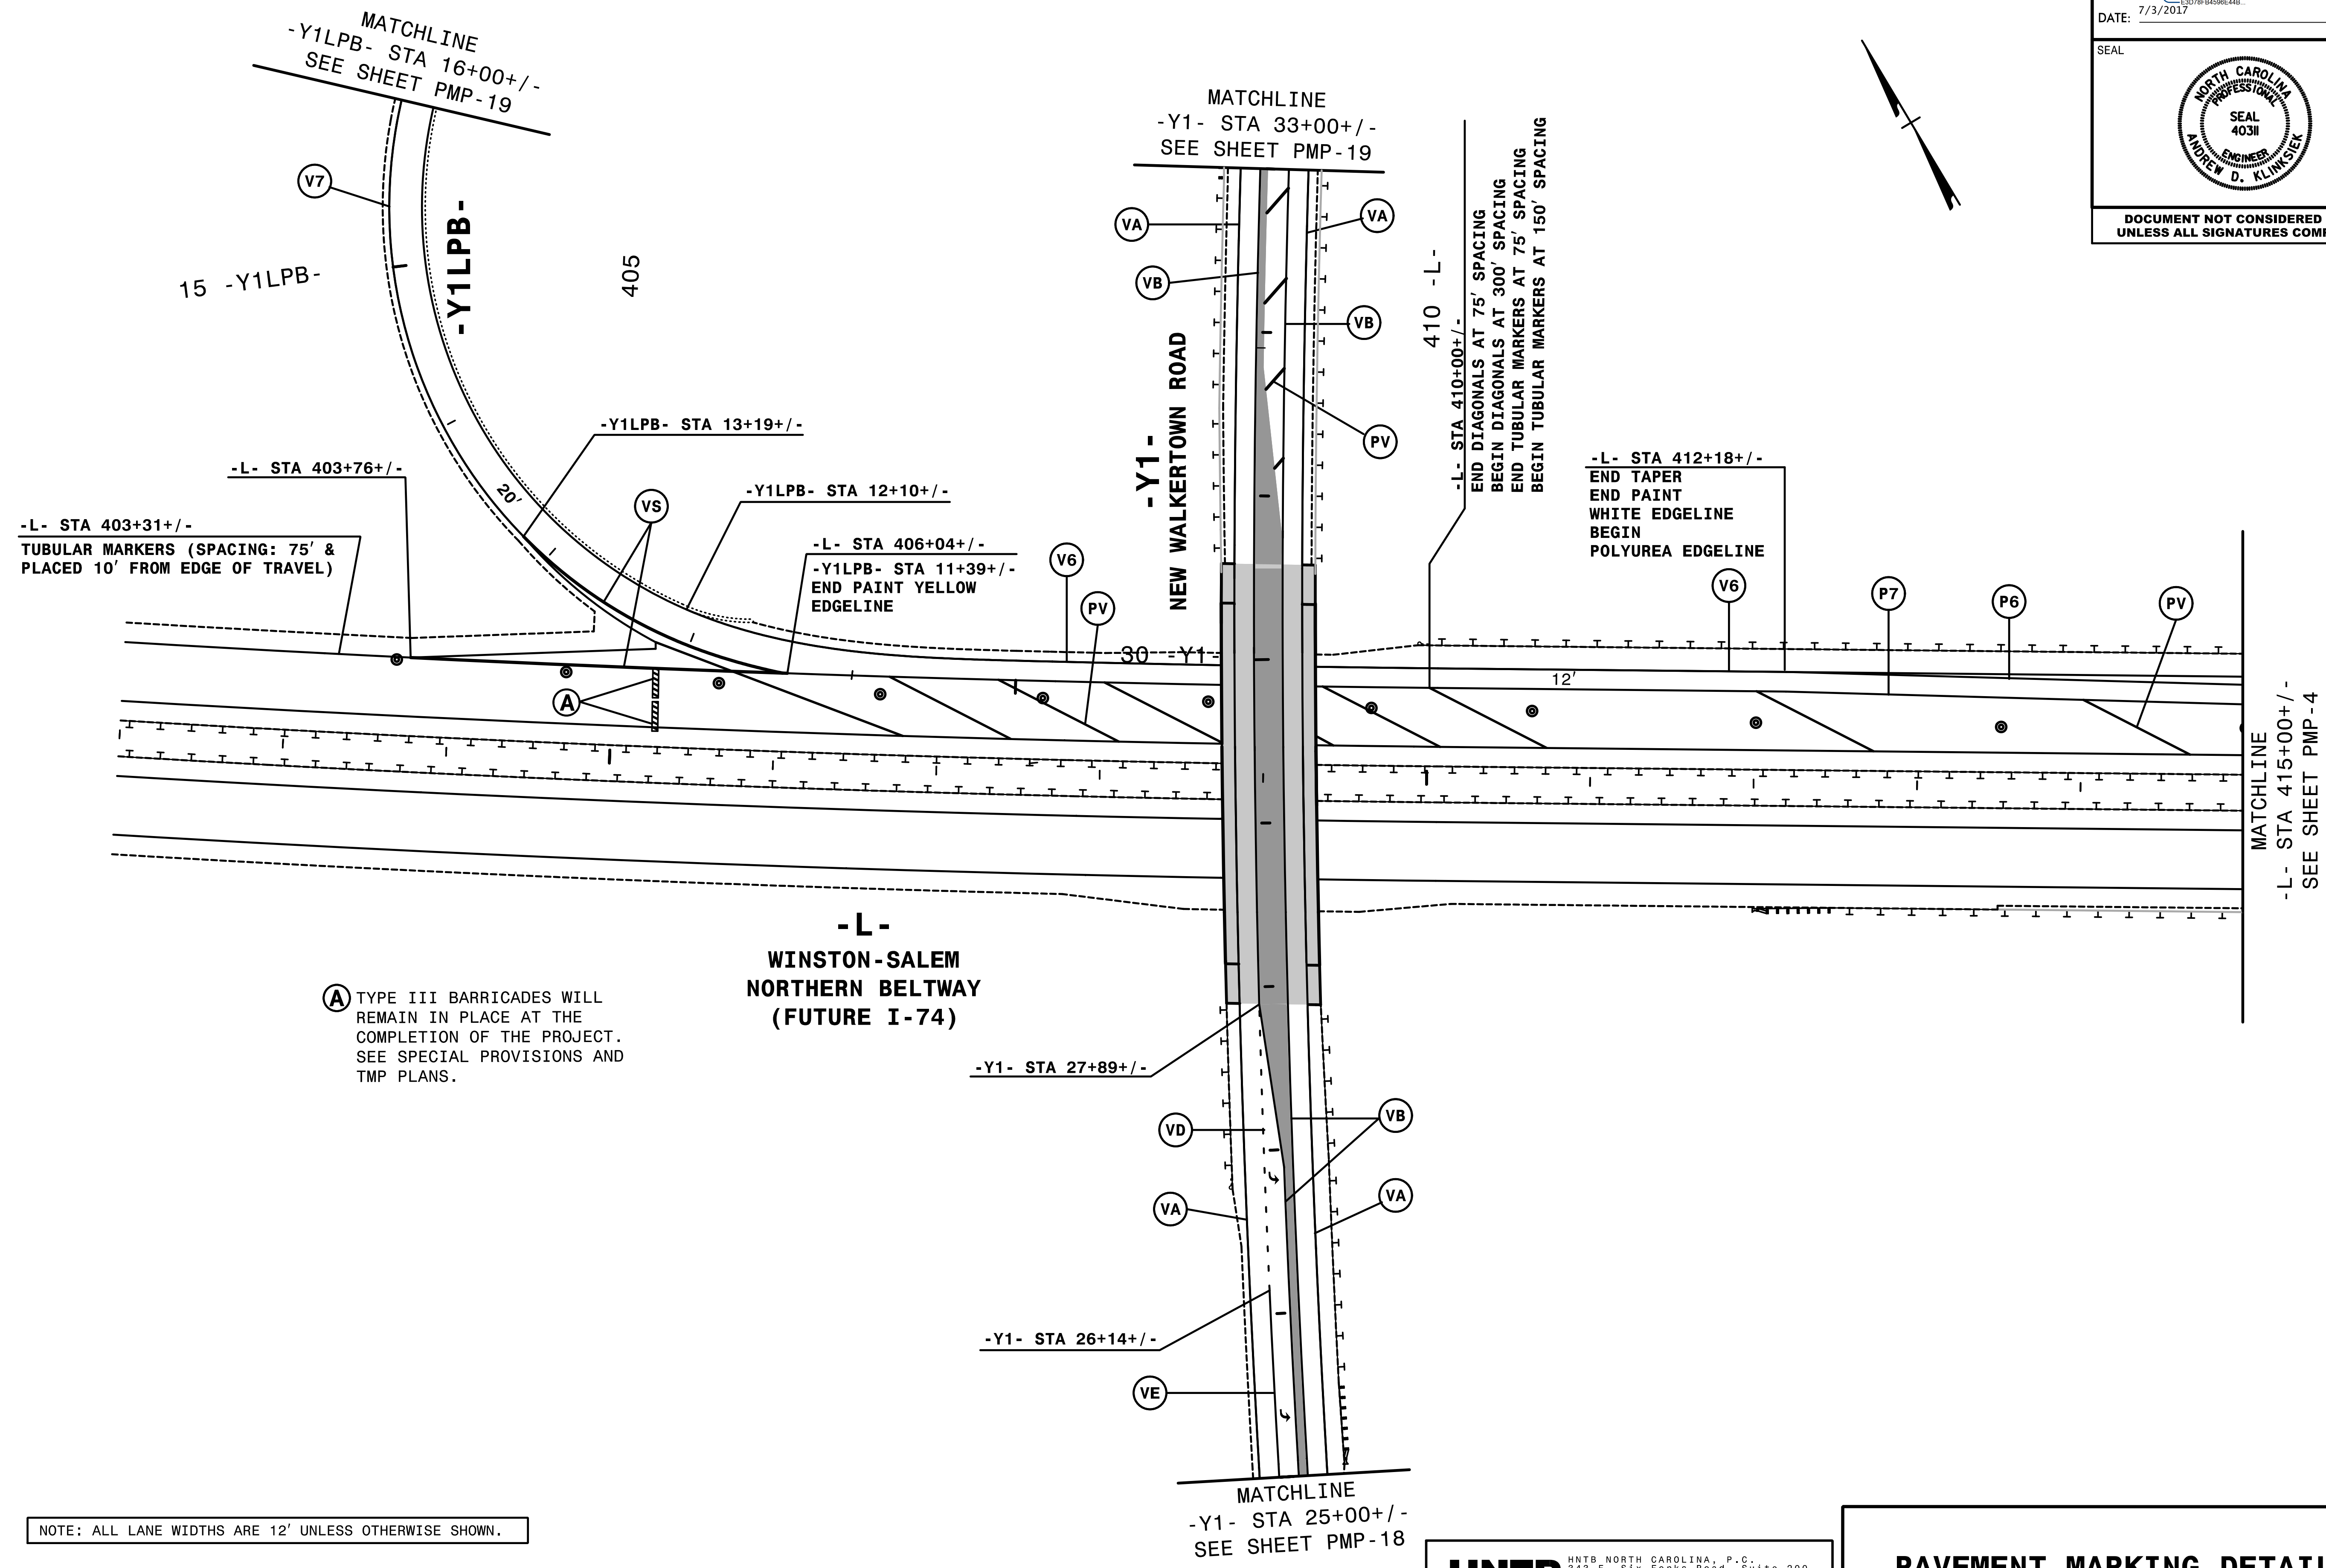 MATCHLINE
-Y1LPB- STA 16+00+/-
SEE SHEET PMP-19
V7
15 -Y1LPB-
-Y1LPB-
405
MATCHLINE
-Y1- STA 33+00+/-
SEE SHEET PMP-19
VA
VA
VB
VB
PV
-Y1-
NEW WALKERTOWN ROAD
410 -L-
-L- STA 410+00+/-
END DIAGONALS AT 75' SPACING
BEGIN DIAGONALS AT 300' SPACING
END TUBULAR MARKERS AT 75' SPACING
BEGIN TUBULAR MARKERS AT 150' SPACING
DATE: 7/3/2017
SEAL
NORTH CAROLINA
PROFESSIONAL
SEAL
40311
ENGINEER
ANDREW D. KLINKSIEK
DOCUMENT NOT CONSIDERED
UNLESS ALL SIGNATURES
-Y1LPB- STA 13+19+/-
-L- STA 403+76+/-
20'
VS
-Y1LPB- STA 12+10+/-
-L- STA 403+31+/-
TUBULAR MARKERS (SPACING: 75' &
PLACED 10' FROM EDGE OF TRAVEL)
-L- STA 406+04+/-
-Y1LPB- STA 11+39+/-
END PAINT YELLOW
EDGELINE
V6
PV
30 -Y1-
-L- STA 412+18+/-
END TAPER
END PAINT
WHITE EDGELINE
BEGIN
POLYUREA EDGELINE
V6
P7
P6
PV
12'
A
MATCHLINE
-L- STA 415+00+/-
SEE SHEET PMP-4
-L-
WINSTON-SALEM
NORTHERN BELTWAY
(FUTURE I-74)
A TYPE III BARRICADES WILL
REMAIN IN PLACE AT THE
COMPLETION OF THE PROJECT.
SEE SPECIAL PROVISIONS AND
TMP PLANS.
-Y1- STA 27+89+/-
VD
VB
VA
VA
-Y1- STA 26+14+/-
VE
MATCHLINE
-Y1- STA 25+00+/-
SEE SHEET PMP-18
NOTE: ALL LANE WIDTHS ARE 12' UNLESS OTHERWISE SHOWN.
HNTB
HNTB NORTH CAROLINA, P.C.
PAVEMENT MARKING